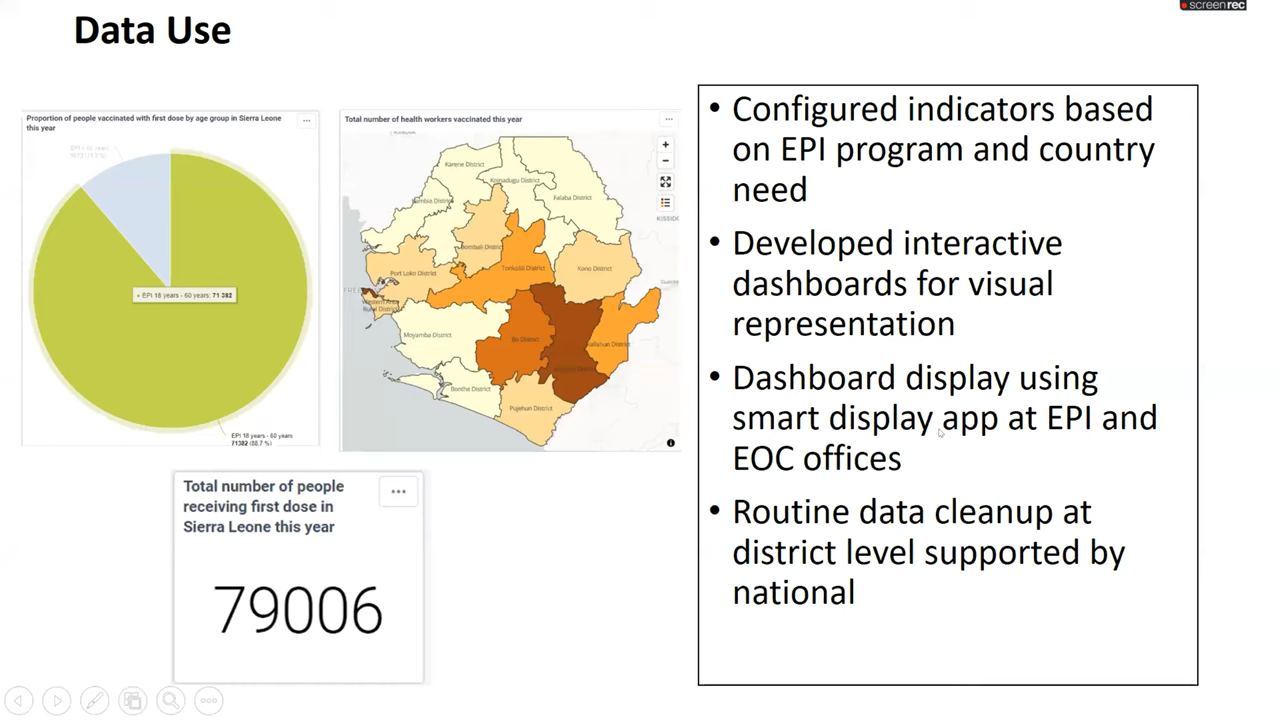 screenrec
Data Use
Proportion of people vaccinated with first dose by age group in Sierra Leone
this year
• EPI 18 years - 60 years: 71 382
EPI 18 years - 60 years
71382 (88.7 %)
Total number of health workers vaccinated this year
Karene District
Koinadugu District
Falaba District
Kambia District
Bombali District
Port Loko District
Tonkolili District
Kono District
Western Area
Rural District
Moyamba District
Bo District
Kailahun District
Bonthe District
Pujehun District
Total number of people
receiving first dose in
Sierra Leone this year
79006
• Configured indicators based
on EPI program and country
need
• Developed interactive
dashboards for visual
representation
• Dashboard display using
smart display app at EPI and
EOC offices
• Routine data cleanup at
district level supported by
national